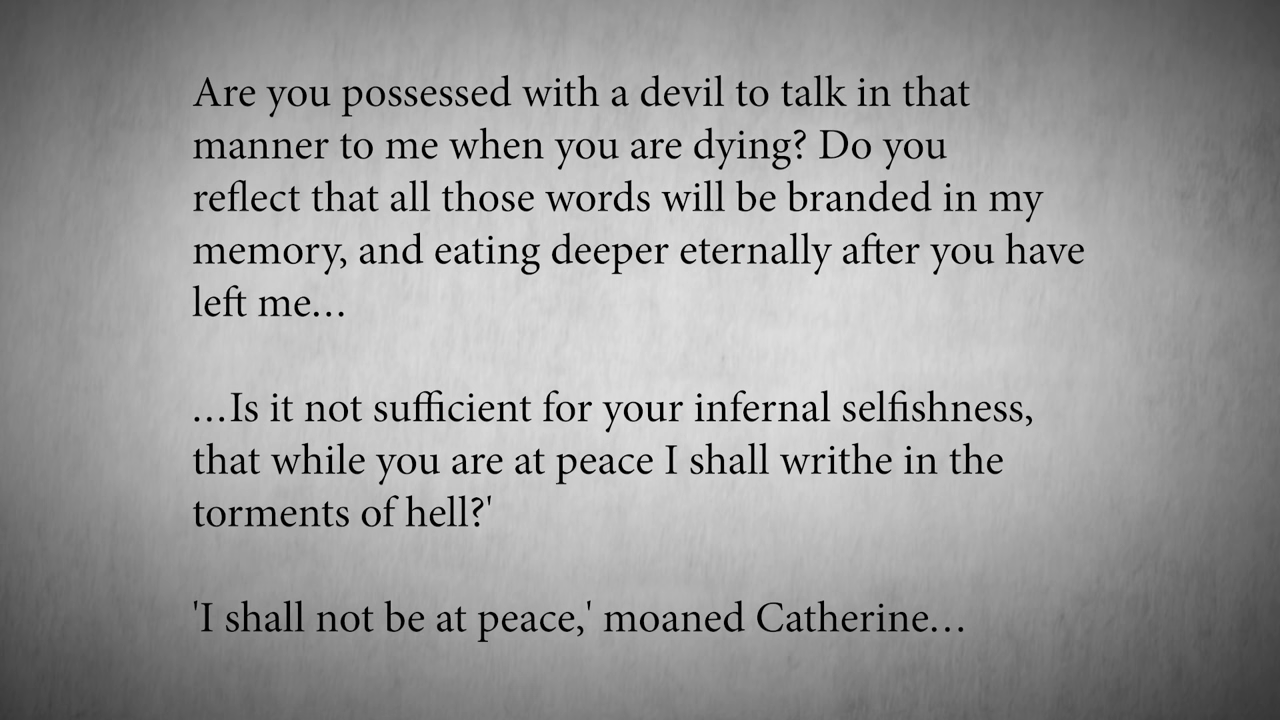 Are you possessed with a devil to talk in that
manner to me when you are dying? Do you
reflect that all those words will be branded in my
memory, and eating deeper eternally after you have
left me…
…Is it not sufficient for your infernal selfishness,
that while you are at peace I shall writhe in the
torments of hell?'
'I shall not be at peace,' moaned Catherine…